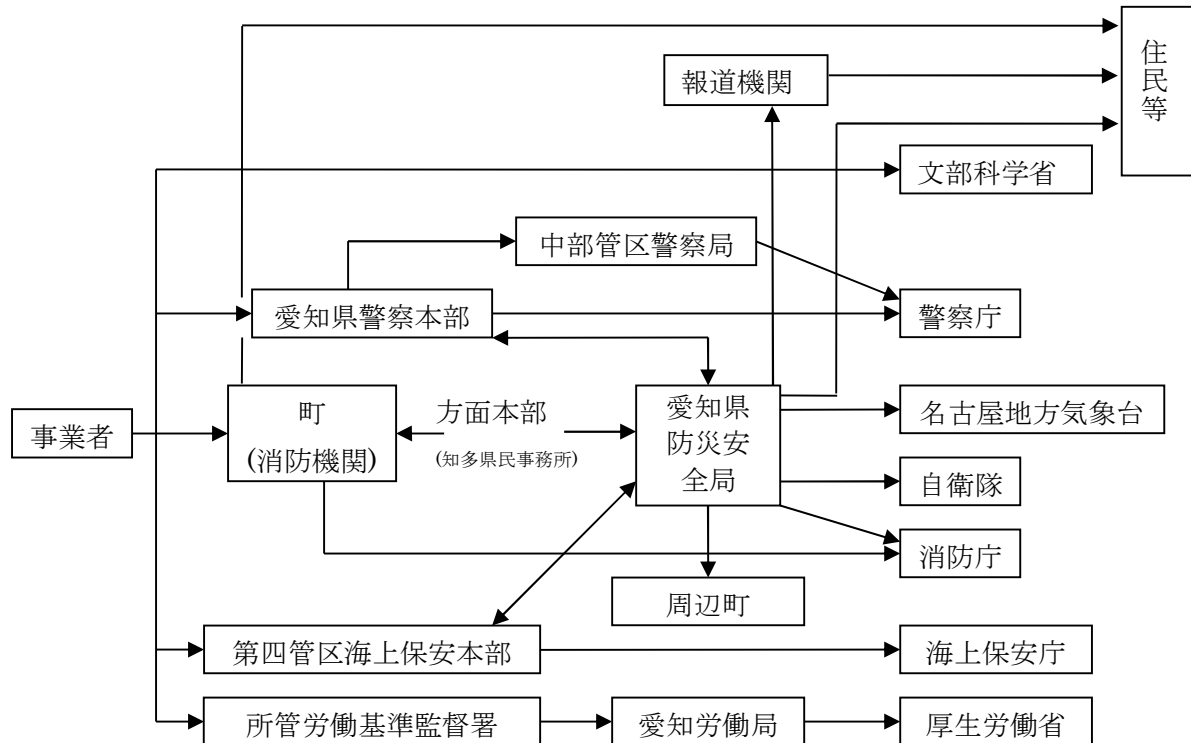 住民等
報道機関
文部科学省
中部管区警察局
愛知県警察本部
警察庁
事業者
町
(消防機関)
方面本部
(知多県民事務所)
愛知県
防災安
全局
名古屋地方気象台
自衛隊
消防庁
周辺町
第四管区海上保安本部
海上保安庁
所管労働基準監督署
愛知労働局
厚生労働省